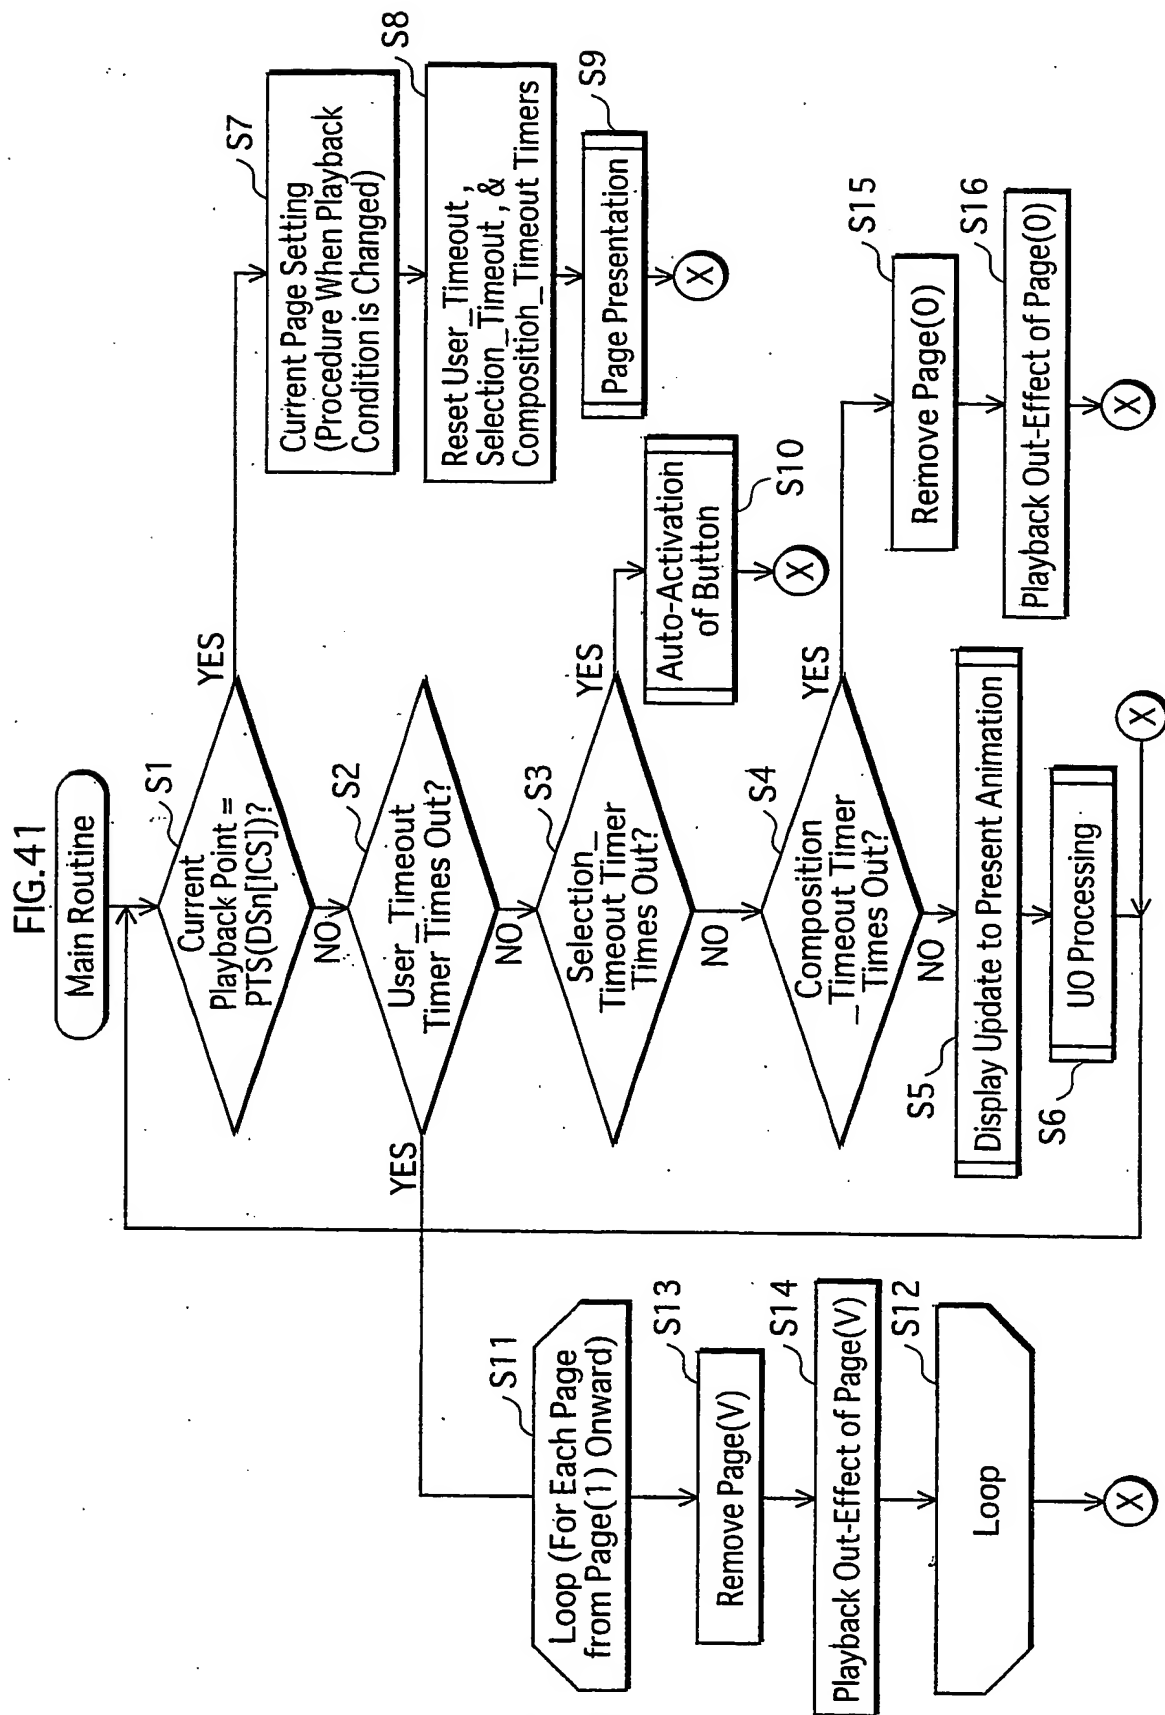 FIG.41
Main Routine
S1
Current
Playback Point =
PTS(DSn[ICS])?
YES
NO
S7
Current Page Setting
(Procedure When Playback
Condition is Changed)
S8
Reset User_Timeout,
Selection_Timeout, &
Composition_Timeout Timers
S9
Page Presentation
X
S2
User_Timeout
Timer Times Out?
YES
NO
S3
Selection_
Timeout Timer
Times Out?
YES
NO
Auto-Activation
of Button
S10
X
S4
Composition
_Timeout Timer
Times Out?
YES
NO
S15
Remove Page(0)
S16
Playback Out-Effect of Page(0)
X
S5
Display Update to Present Animation
S6
UO Processing
X
S11
Loop (For Each Page
from Page(1) Onward)
S13
Remove Page(V)
S14
Playback Out-Effect of Page(V)
S12
Loop
X